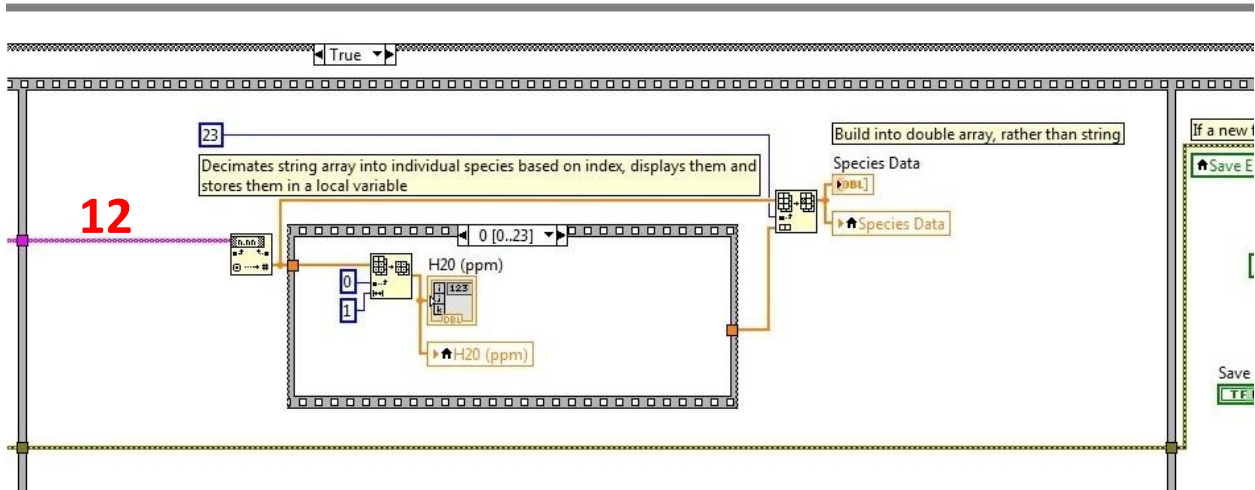 True
23
Build into double array, rather than string
If a new
Decimates string array into individual species based on index, displays them and
stores them in a local variable
Species Data
DBL]
Save E
12
n.nn
0 [0..23]
Species Data
H20 (ppm)
0
1
i 123
j
k
DBL
H20 (ppm)
Save
TF